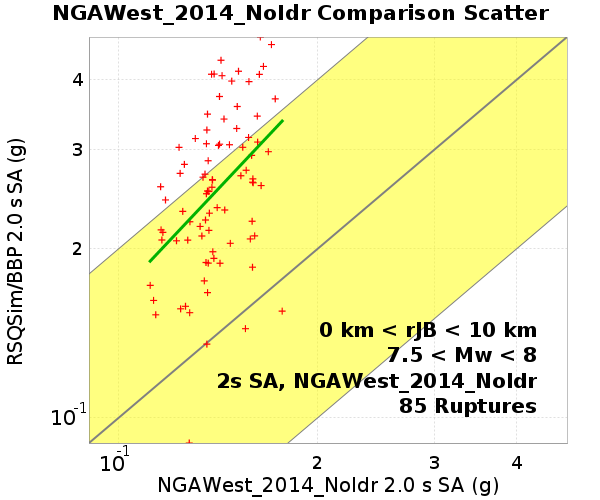 NGAWest_2014_NoIdr Comparison Scatter
RSQSim/BBP 2.0 s SA (g)
4
3
2
10-1
0 km < rJB < 10 km
7.5 < Mw < 8
2s SA, NGAWest_2014_NoIdr
85 Ruptures
10-1
2
3
4
NGAWest_2014_NoIdr 2.0 s SA (g)